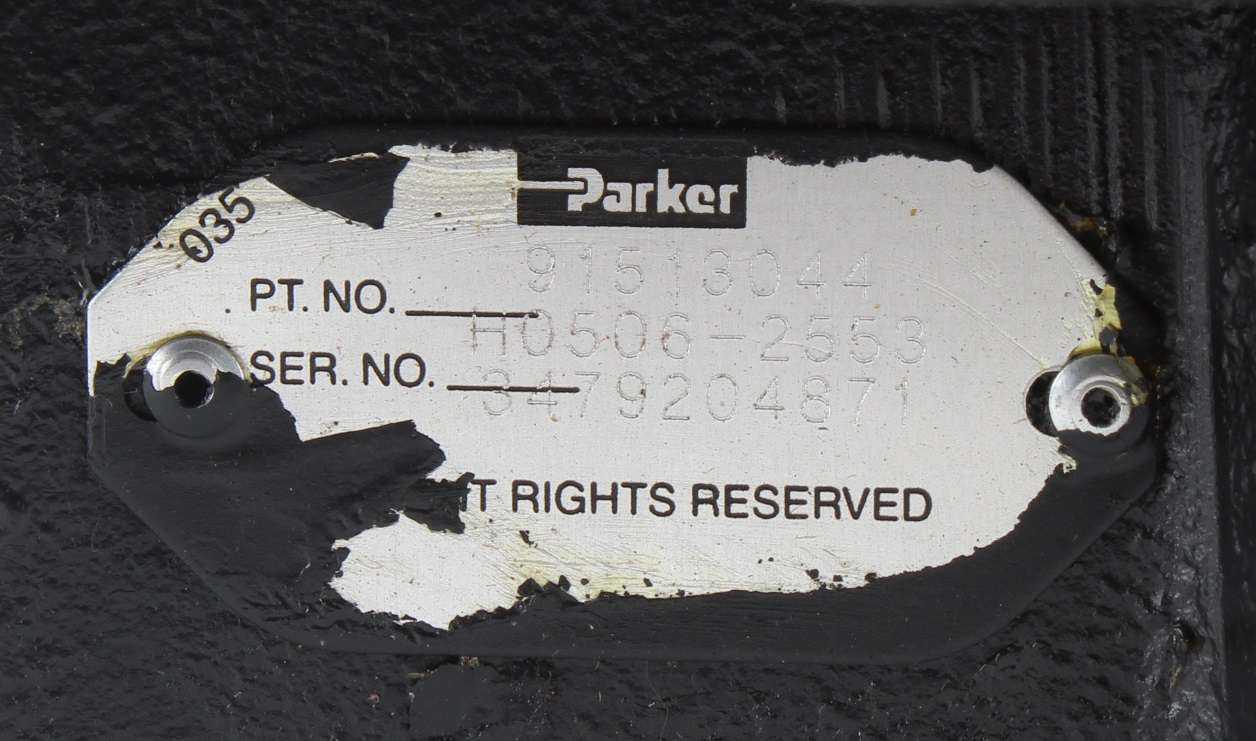 Parker
035
91513044
PT. NO.
H0506-2553
SER. NO.
3479204871
RIGHTS RESERVED